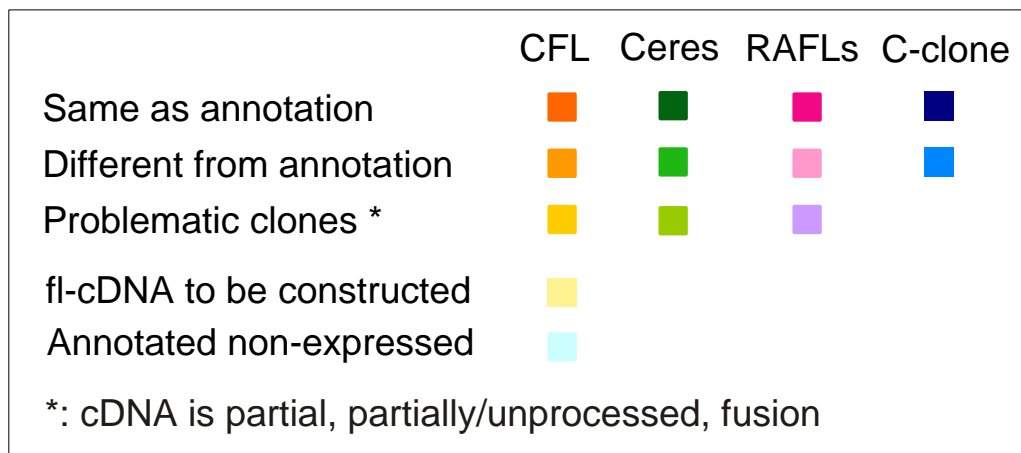 CFL Ceres RAFLs C-clone
Same as annotation
Different from annotation
Problematic clones *
fl-cDNA to be constructed
Annotated non-expressed
*: cDNA is partial, partially/unprocessed, fusion